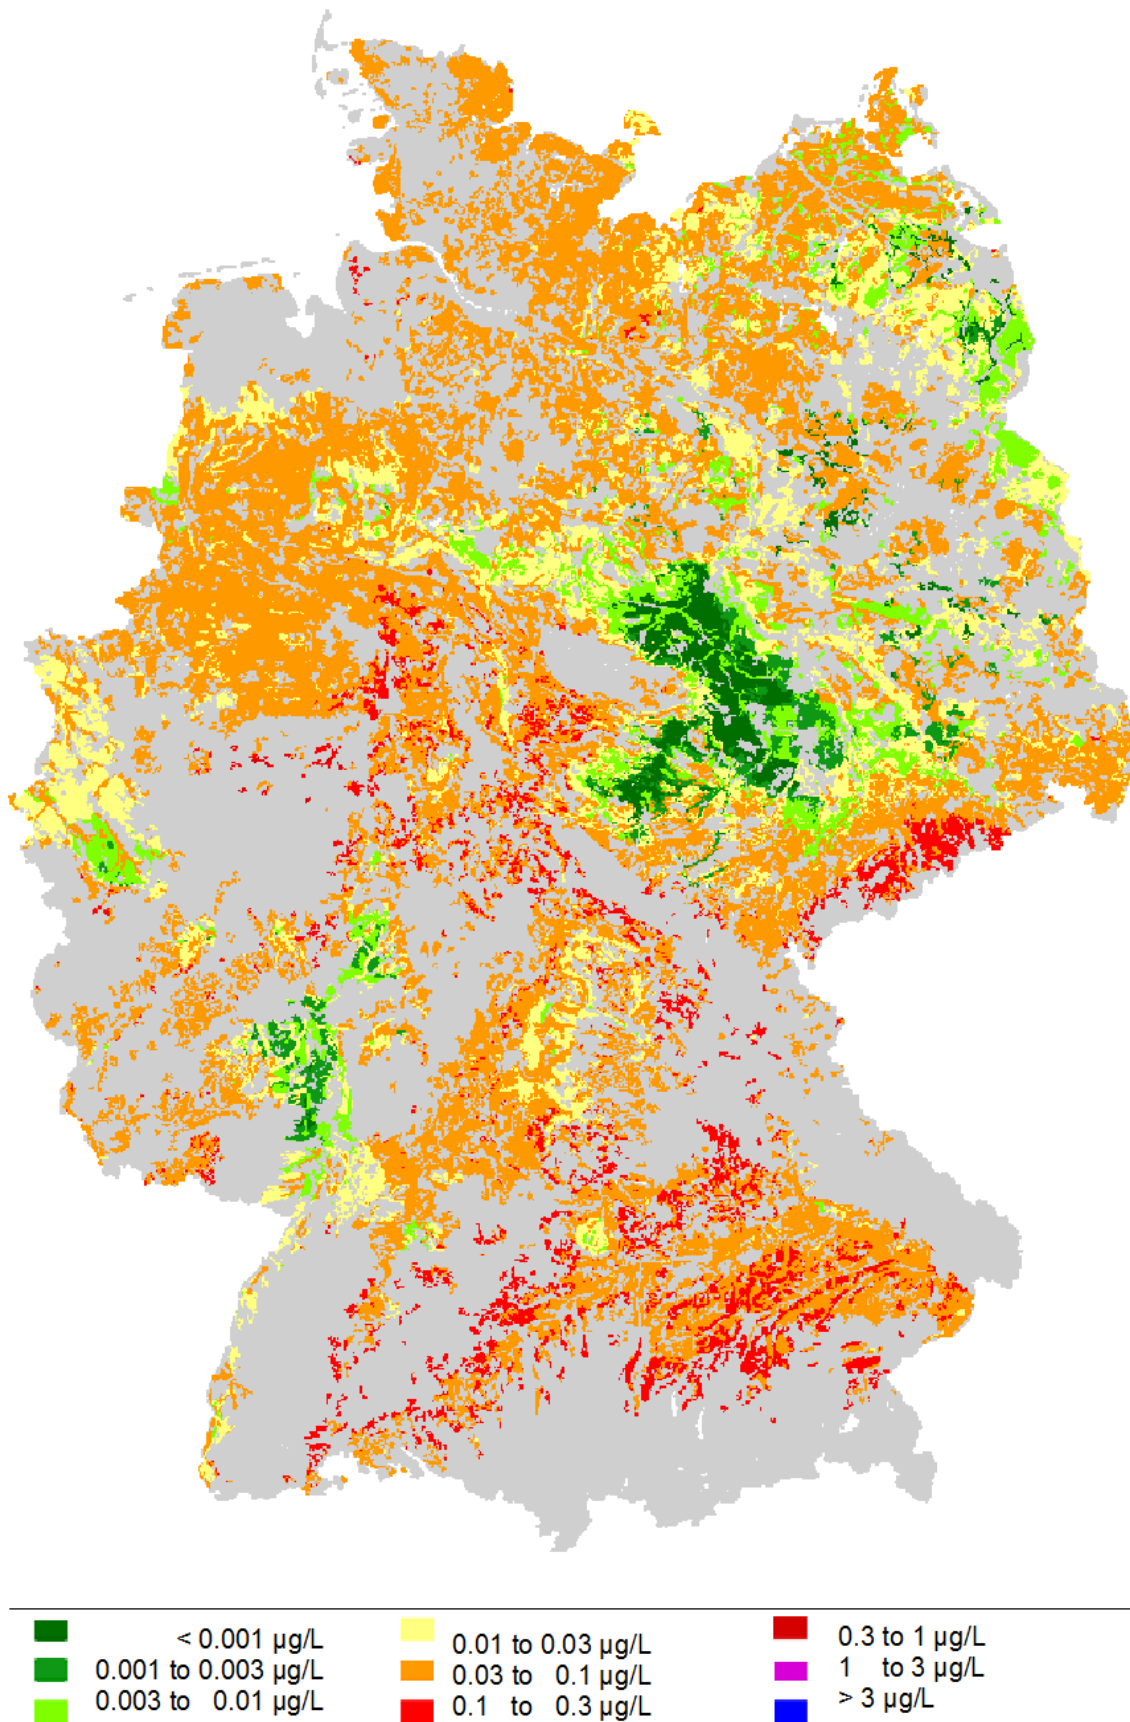 < 0.001 µg/L
0.001 to 0.003 µg/L
0.003 to 0.01 µg/L
0.01 to 0.03 µg/L
0.03 to 0.1 µg/L
0.1 to 0.3 µg/L
0.3 to 1 µg/L
1 to 3 µg/L
> 3 µg/L